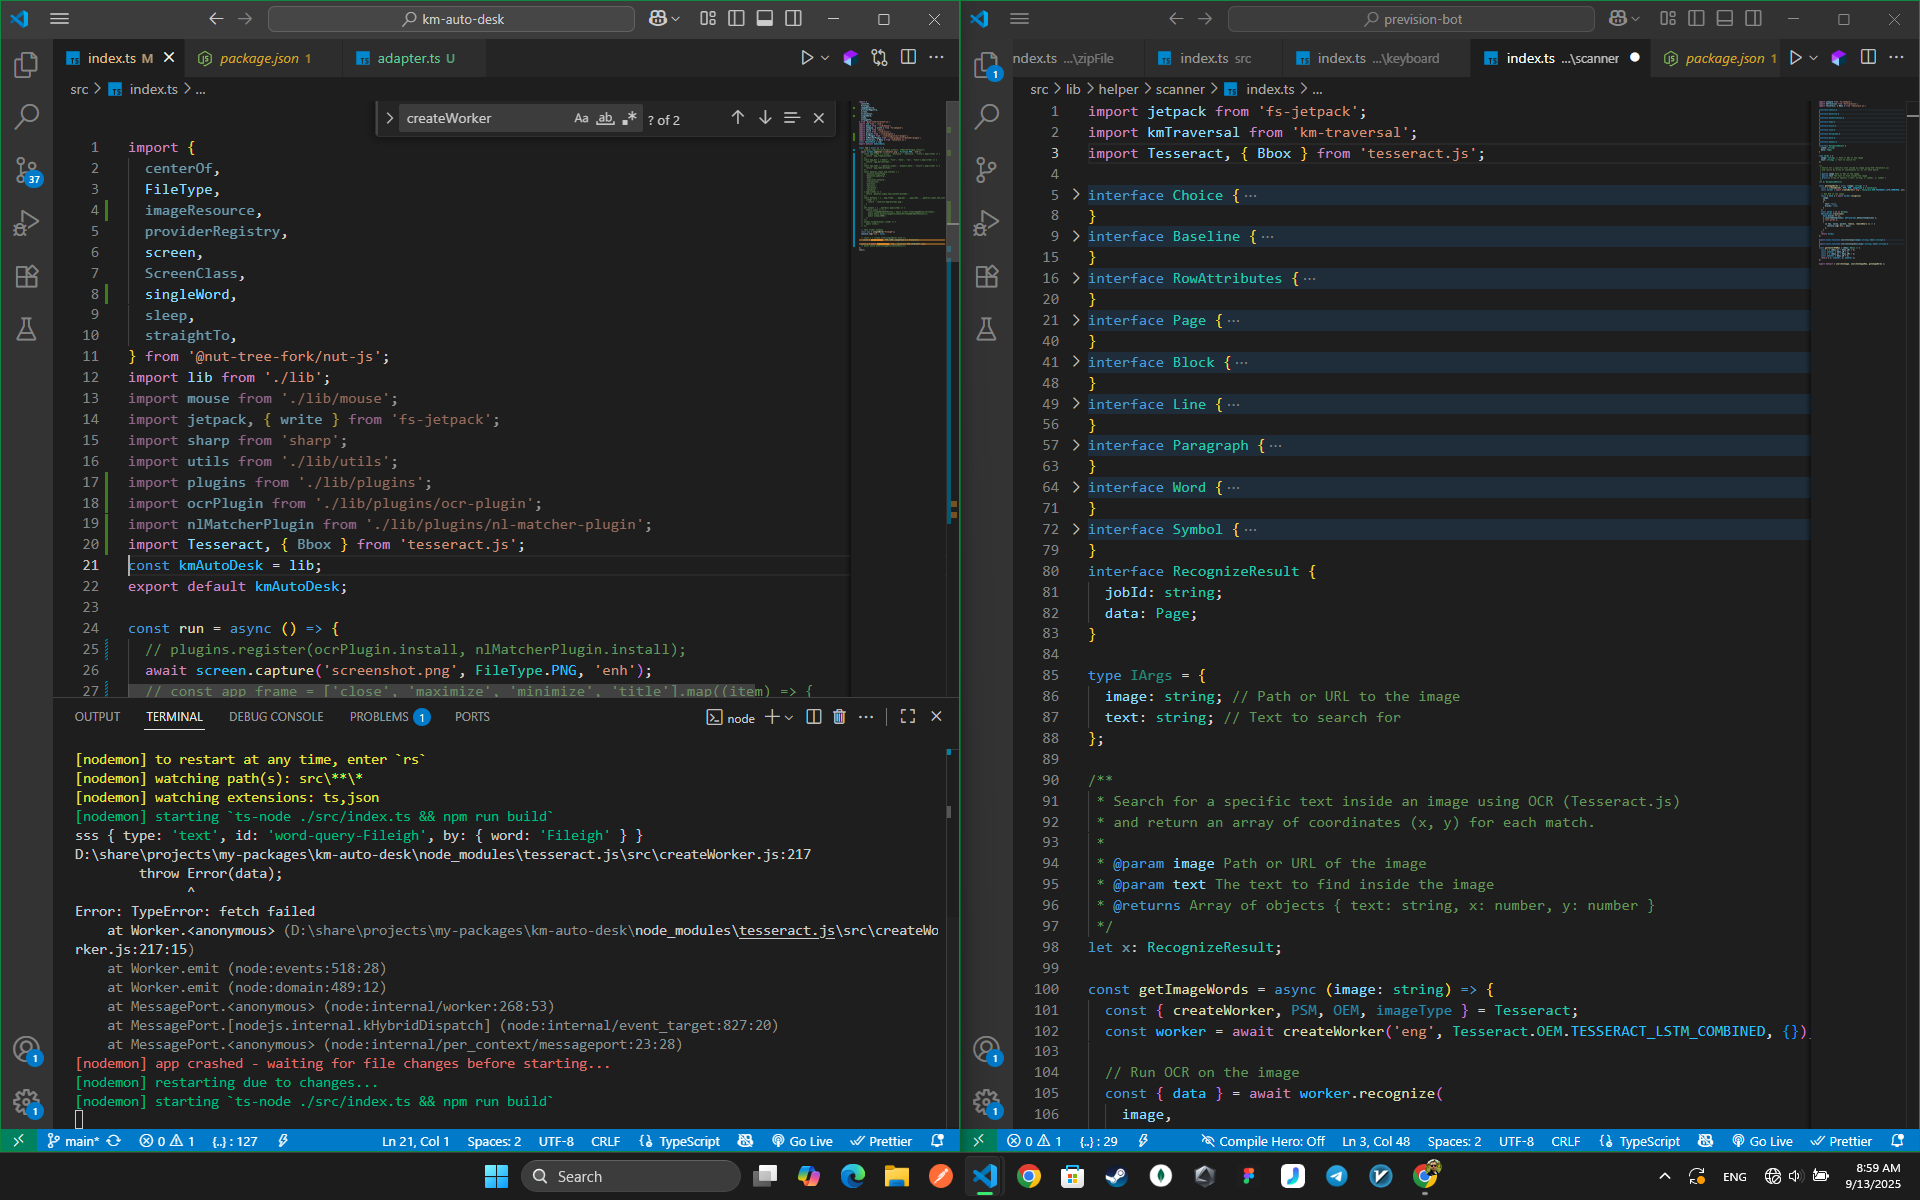 km-auto-desk
index.ts M
package.json 1
adapter.ts U
src > index.ts > ...
createWorker
Aa ab .* ? of 2
1 import {
2 centerOf,
3 FileType,
4 imageResource,
5 providerRegistry,
6 screen,
7 ScreenClass,
8 singleWord,
9 sleep,
10 straightTo,
11 } from '@nut-tree-fork/nut-js';
12 import lib from './lib';
13 import mouse from './lib/mouse';
14 import jetpack, { write } from 'fs-jetpack';
15 import sharp from 'sharp';
16 import utils from './lib/utils';
17 import plugins from './lib/plugins';
18 import ocrPlugin from './lib/plugins/ocr-plugin';
19 import nlMatcherPlugin from './lib/plugins/nl-matcher-plugin';
20 import Tesseract, { Bbox } from 'tesseract.js';
21 const kmAutoDesk = lib;
22 export default kmAutoDesk;
23
24 const run = async () => {
25 // plugins.register(ocrPlugin.install, nlMatcherPlugin.install);
26 await screen.capture('screenshot.png', FileType.PNG, 'enh');
27 // const app_frame = ['close', 'maximize', 'minimize', 'title'].map((item) => {
OUTPUT TERMINAL DEBUG CONSOLE PROBLEMS 1 PORTS
node
[nodemon] to restart at any time, enter `rs`
[nodemon] watching path(s): src\**\*
[nodemon] watching extensions: ts,json
[nodemon] starting `ts-node ./src/index.ts && npm run build`
sss { type: 'text', id: 'word-query-Fileigh', by: { word: 'Fileigh' } }
D:\share\projects\my-packages\km-auto-desk\node_modules\tesseract.js\src\createWorker.js:217
throw Error(data);
^
Error: TypeError: fetch failed
at Worker.<anonymous> (D:\share\projects\my-packages\km-auto-desk\node_modules\tesseract.js\src\createWo
rker.js:217:15)
at Worker.emit (node:events:518:28)
at Worker.emit (node:domain:489:12)
at MessagePort.<anonymous> (node:internal/worker:268:53)
at MessagePort.[nodejs.internal.kHybridDispatch] (node:internal/event_target:827:20)
at MessagePort.<anonymous> (node:internal/per_context/messageport:23:28)
[nodemon] app crashed - waiting for file changes before starting...
[nodemon] restarting due to changes...
[nodemon] starting `ts-node ./src/index.ts && npm run build`
37
1
1
main* 0 1 {..} : 127 Ln 21, Col 1 Spaces: 2 UTF-8 CRLF TypeScript Go Live Prettier
prevision-bot
ndex.ts ...\zipFile
index.ts src
index.ts ...\keyboard
index.ts ...\scanner
package.json 1
src > lib > helper > scanner > index.ts > ...
1 import jetpack from 'fs-jetpack';
2 import kmTraversal from 'km-traversal';
3 import Tesseract, { Bbox } from 'tesseract.js';
4
5 interface Choice { ...
8 }
9 interface Baseline { ...
15 }
16 interface RowAttributes { ...
20 }
21 interface Page { ...
40 }
41 interface Block { ...
48 }
49 interface Line { ...
56 }
57 interface Paragraph { ...
63 }
64 interface Word { ...
71 }
72 interface Symbol { ...
79 }
80 interface RecognizeResult {
81 jobId: string;
82 data: Page;
83 }
84
85 type IArgs = {
86 image: string; // Path or URL to the image
87 text: string; // Text to search for
88 };
89
90 /**
91 * Search for a specific text inside an image using OCR (Tesseract.js)
92 * and return an array of coordinates (x, y) for each match.
93 *
94 * @param image Path or URL of the image
95 * @param text The text to find inside the image
96 * @returns Array of objects { text: string, x: number, y: number }
97 */
98 let x: RecognizeResult;
99
100 const getImageWords = async (image: string) => {
101 const { createWorker, PSM, OEM, imageType } = Tesseract;
102 const worker = await createWorker('eng', Tesseract.OEM.TESSERACT_LSTM_COMBINED, {});
103
104 // Run OCR on the image
105 const { data } = await worker.recognize(
106 image,
1
1
1
0 1 {..} : 29 Compile Hero: Off Ln 3, Col 48 Spaces: 2 UTF-8 CRLF TypeScript Go Live Prettier
Search
ENG
8:59 AM
9/13/2025